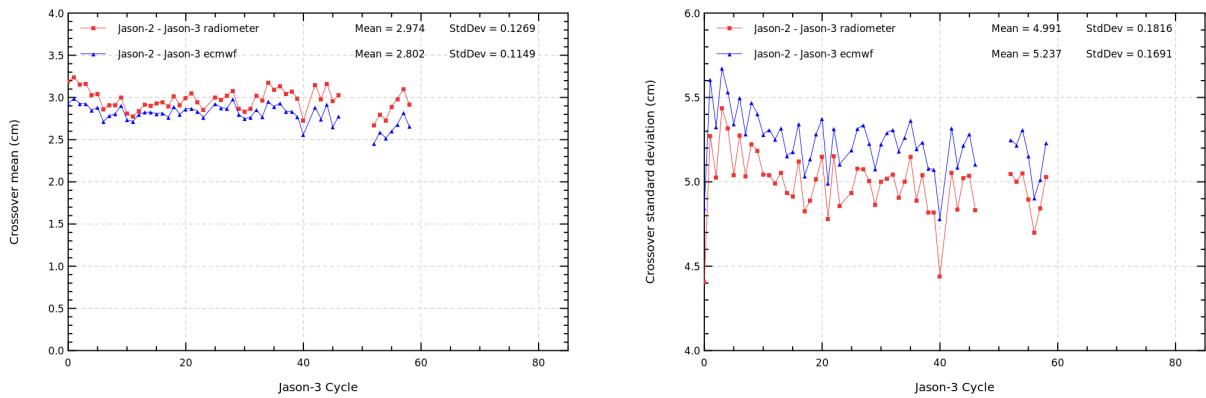 Jason-2 - Jason-3 radiometer Mean = 2.974 StdDev = 0.1269
Jason-2 - Jason-3 ecmwf Mean = 2.802 StdDev = 0.1149
Crossover mean (cm)
4.0
3.5
3.0
2.5
2.0
1.5
1.0
0.5
0.0
0 20 40 60 80
Jason-3 Cycle
Jason-2 - Jason-3 radiometer Mean = 4.991 StdDev = 0.1816
Jason-2 - Jason-3 ecmwf Mean = 5.237 StdDev = 0.1691
Crossover standard deviation (cm)
6.0
5.5
5.0
4.5
4.0
0 20 40 60 80
Jason-3 Cycle